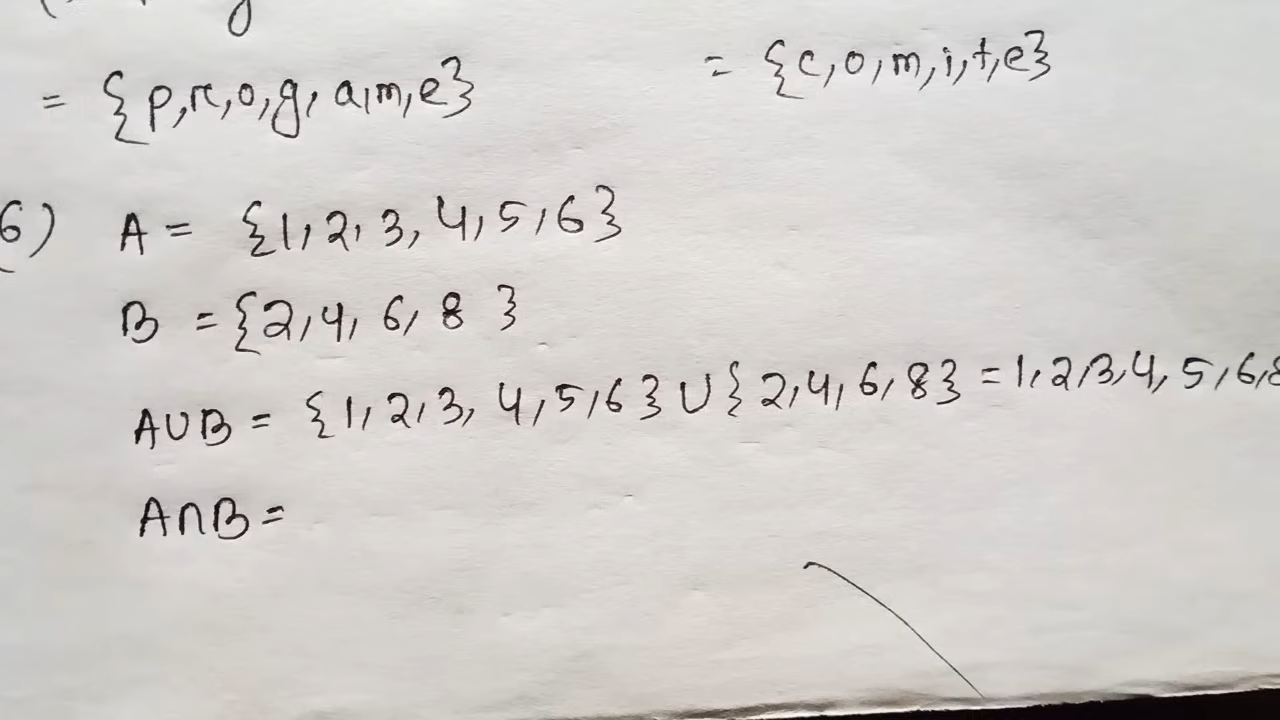 = {p,r,o,g,a,m,e}
= {c,o,m,i,t,e}
6) A = {1,2,3,4,5,6}
B = {2,4,6,8 }
A∪B = {1,2,3,4,5,6}∪{2,4,6,8} = 1,2,3,4,5,6,8
A∩B =